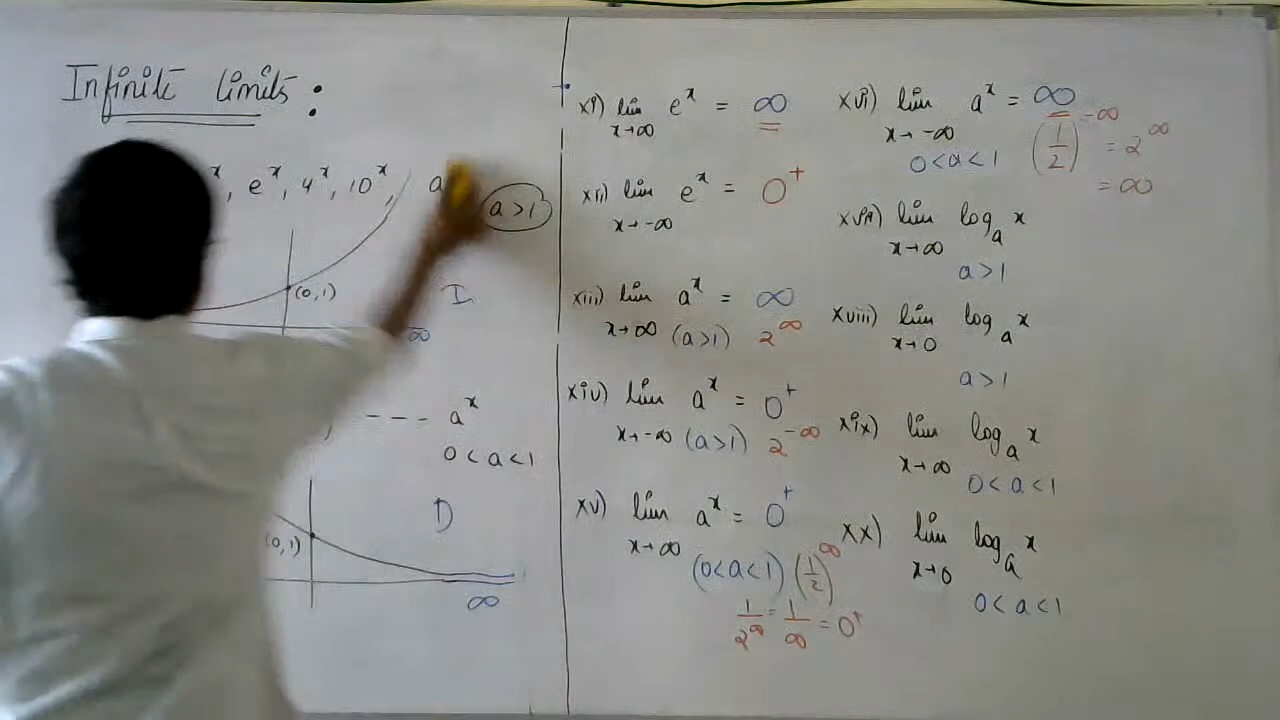 Infinite limits :
x, e^x, 4^x, 10^x, a
a > 1
(0,1)
I
∞
- - - a^x
0 < a < 1
D
(0,1)
∞
xi) lim x→∞ e^x = ∞
xii) lim x→-∞ e^x = 0^+
xiii) lim x→∞ a^x = ∞
(a>1) 2^∞
xiv) lim x→-∞ a^x = 0^+
(a>1) 2^-∞
xv) lim x→∞ a^x = 0^+
(0<a<1) (1/2)^∞
1/2^∞ = 1/∞ = 0^+
xvi) lim x→-∞ a^x = ∞
0<a<1 (1/2)^-∞ = 2^∞
= ∞
xvii) lim x→∞ log_a x
a>1
xviii) lim x→0 log_a x
a>1
xix) lim x→∞ log_a x
0<a<1
xx) lim x→0 log_a x
0<a<1